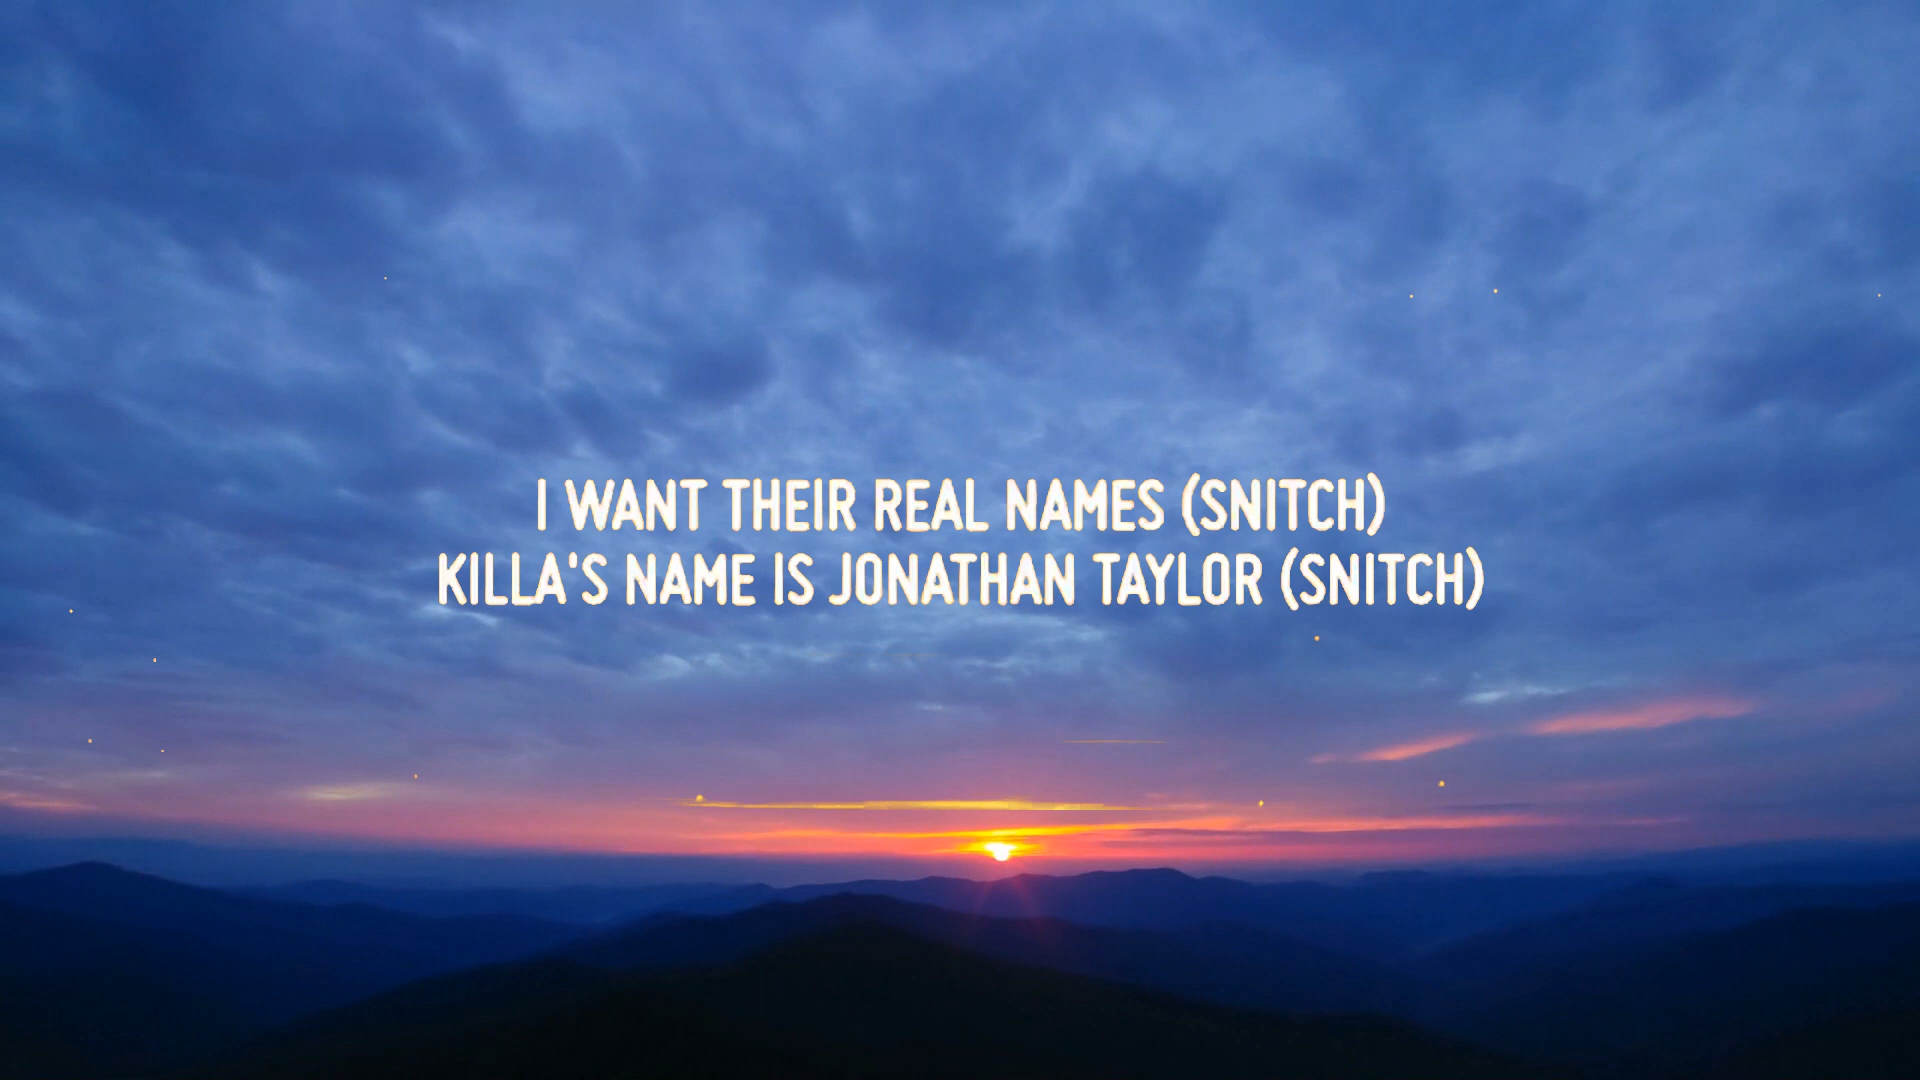 I WANT THEIR REAL NAMES (SNITCH)
KILLA'S NAME IS JONATHAN TAYLOR (SNITCH)